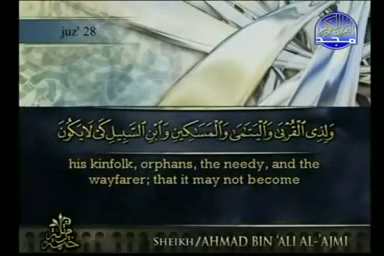 juz' 28
المجد
وَلِذِي الْقُرْبَىٰ وَالْيَتَامَىٰ وَالْمَسَاكِينِ وَابْنِ السَّبِيلِ كَيْ لَا يَكُونَ
his kinfolk, orphans, the needy, and the
wayfarer; that it may not become
SHEIKH/AHMAD BIN 'ALI AL-'AJMI